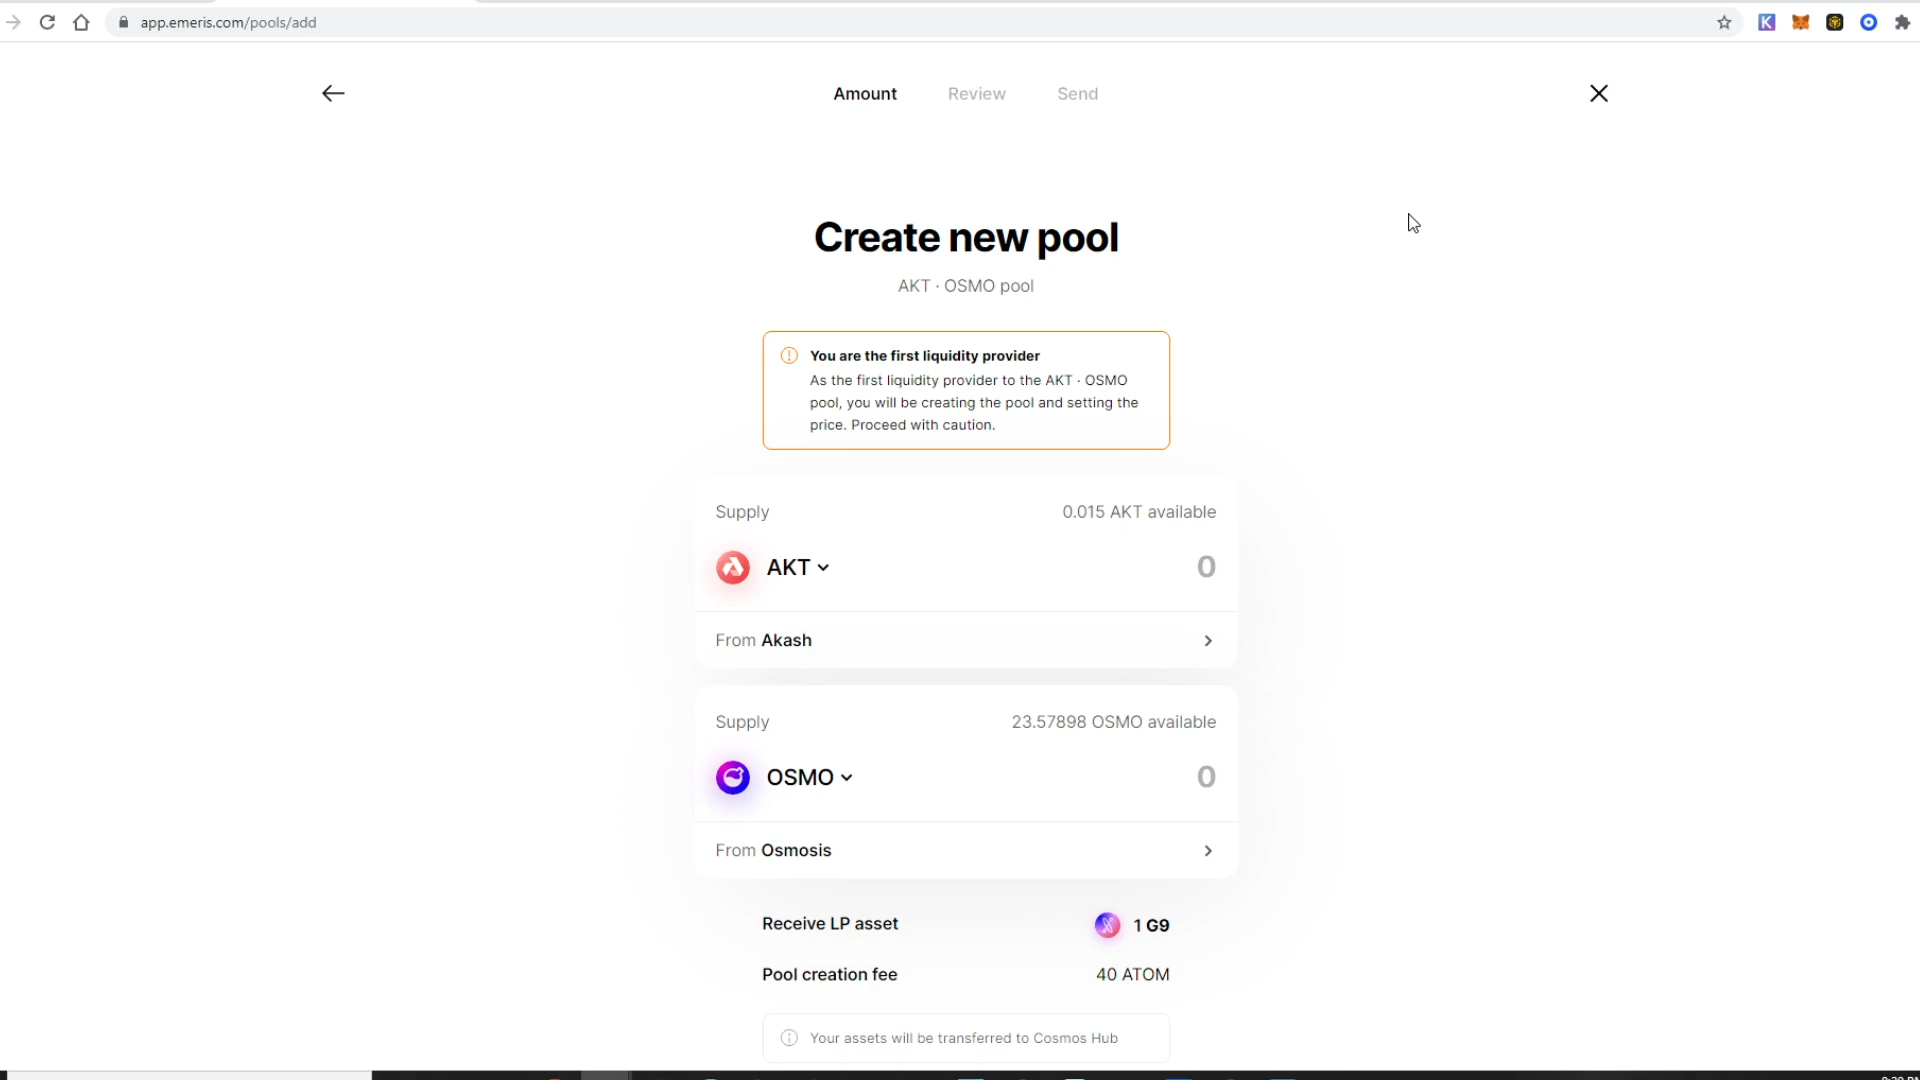 app.emeris.com/pools/add
Amount Review Send
Create new pool
AKT · OSMO pool
You are the first liquidity provider
As the first liquidity provider to the AKT · OSMO
pool, you will be creating the pool and setting the
price. Proceed with caution.
Supply 0.015 AKT available
AKT 0
From Akash
Supply 23.57898 OSMO available
OSMO 0
From Osmosis
Receive LP asset 1 G9
Pool creation fee 40 ATOM
Your assets will be transferred to Cosmos Hub